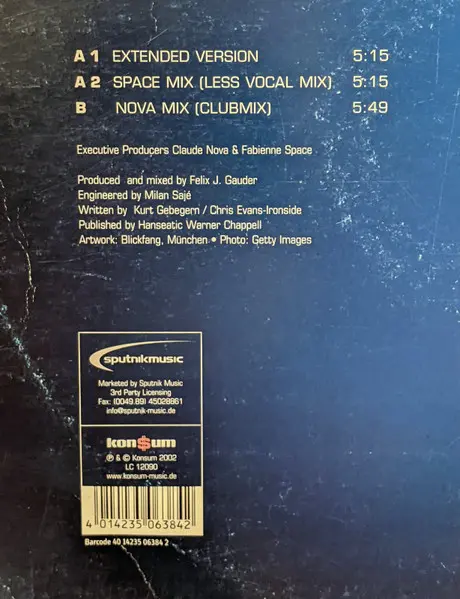 A 1 EXTENDED VERSION 5:15
A 2 SPACE MIX (LESS VOCAL MIX) 5:15
B NOVA MIX (CLUBMIX) 5:49
Executive Producers Claude Nova & Fabienne Space
Produced and mixed by Felix J. Gauder
Engineered by Milan Sajé
Written by Kurt Gebegern / Chris Evans-Ironside
Published by Hanseatic Warner Chappell
Artwork: Blickfang, München • Photo: Getty Images
sputnikmusic
Marketed by Sputnik Music
3rd Party Licensing
Fax: (0049.89) 45028961
info@sputnik-music.de
kon$um
℗ & © Konsum 2002
LC 12090
www.konsum-music.de
4 014235 063842
Barcode 40 14235 06384 2